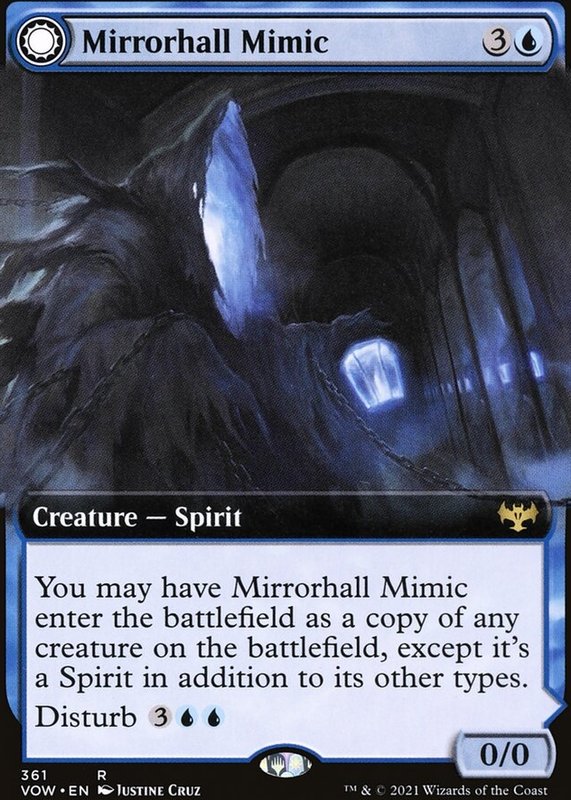 Mirrorhall Mimic 3
Creature — Spirit
You may have Mirrorhall Mimic
enter the battlefield as a copy of any
creature on the battlefield, except it's
a Spirit in addition to its other types.
Disturb 3
0/0
361 R
VOW • EN Justine Cruz
™ & © 2021 Wizards of the Coast